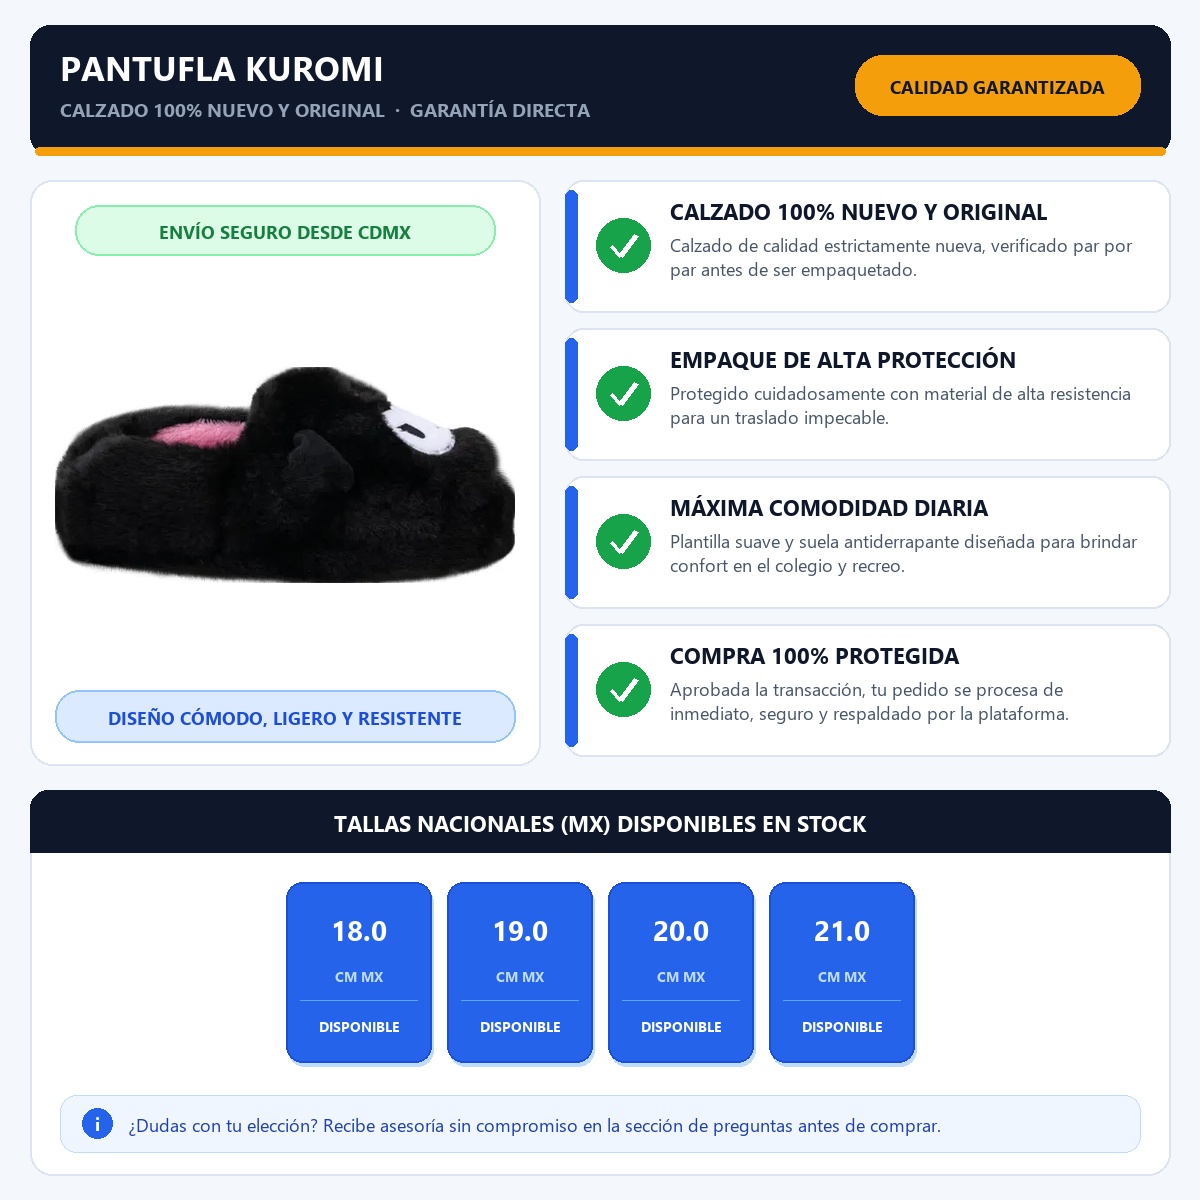 PANTUFLA KUROMI
CALZADO 100% NUEVO Y ORIGINAL · GARANTÍA DIRECTA
CALIDAD GARANTIZADA
ENVÍO SEGURO DESDE CDMX
DISEÑO CÓMODO, LIGERO Y RESISTENTE
CALZADO 100% NUEVO Y ORIGINAL
Calzado de calidad estrictamente nueva, verificado par por
par antes de ser empaquetado.
EMPAQUE DE ALTA PROTECCIÓN
Protegido cuidadosamente con material de alta resistencia
para un traslado impecable.
MÁXIMA COMODIDAD DIARIA
Plantilla suave y suela antiderrapante diseñada para brindar
confort en el colegio y recreo.
COMPRA 100% PROTEGIDA
Aprobada la transacción, tu pedido se procesa de
inmediato, seguro y respaldado por la plataforma.
TALLAS NACIONALES (MX) DISPONIBLES EN STOCK
18.0
CM MX
DISPONIBLE
19.0
CM MX
DISPONIBLE
20.0
CM MX
DISPONIBLE
21.0
CM MX
DISPONIBLE
¿Dudas con tu elección? Recibe asesoría sin compromiso en la sección de preguntas antes de comprar.